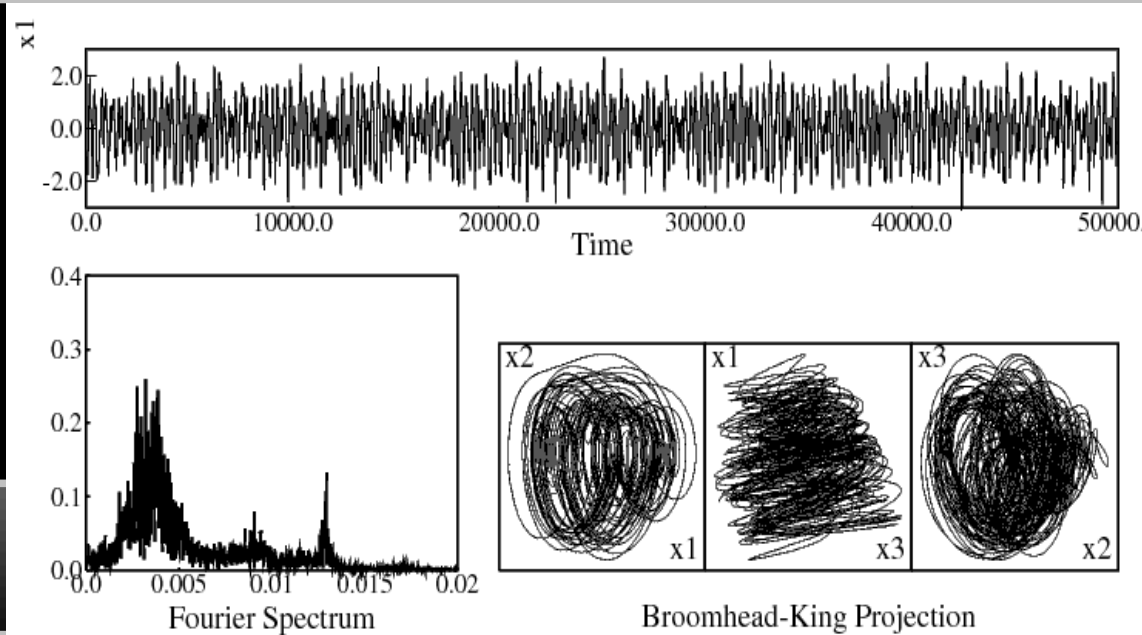 x1
2.0
0.0
-2.0
0.0 10000.0 20000.0 30000.0 40000.0 50000.
Time
0.4
0.3
0.2
0.1
0.0
0.0 0.005 0.01 0.015 0.02
Fourier Spectrum
x2
x1
x1
x3
x3
x2
Broomhead-King Projection